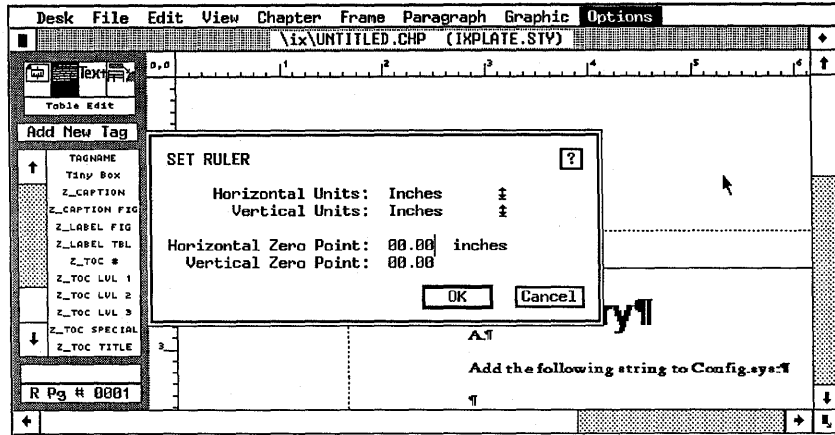 Desk File Edit View Chapter Frame Paragraph Graphic Options
\ix\UNTITLED.CHP (IXPLATE.STY)
Text
0,0 1 2 3 4 5 6
Table Edit
Add New Tag
TAGNAME
Tiny Box
Z_CAPTION
Z_CAPTION FIG
Z_LABEL FIG
Z_LABEL TBL
Z_TOC #
Z_TOC LVL 1
Z_TOC LVL 2
Z_TOC LVL 3
Z_TOC SPECIAL
Z_TOC TITLE
R Pg # 0001
SET RULER ?
Horizontal Units: Inches
Vertical Units: Inches
Horizontal Zero Point: 00.00 inches
Vertical Zero Point: 00.00
OK Cancel
3
ry¶
A.¶
Add the following string to Config.sys:¶
¶